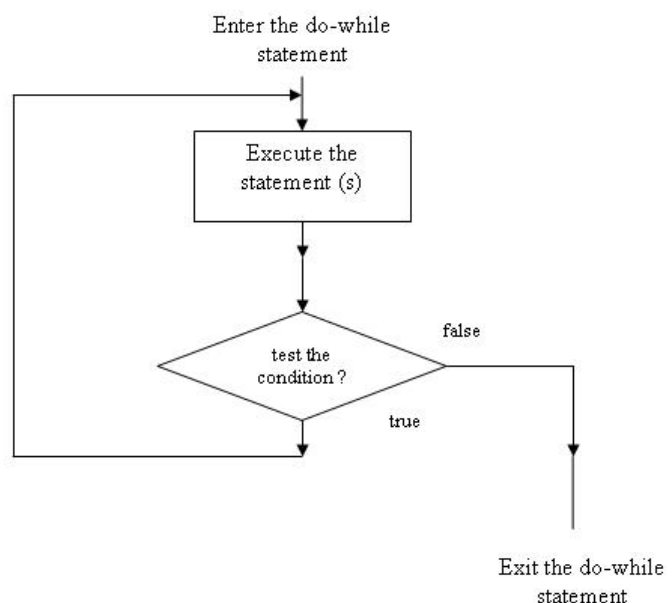 Enter the do-while
statement
Execute the
statement (s)
false
test the
condition ?
true
Exit the do-while
statement